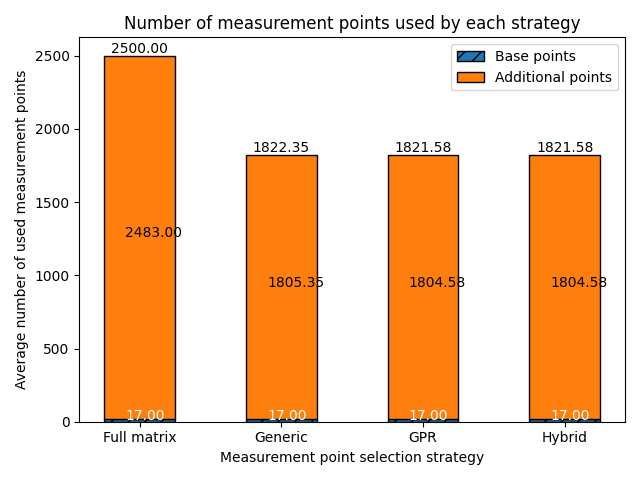 Number of measurement points used by each strategy
Base points
Additional points
2500.00
1822.35
1821.58
1821.58
2483.00
1805.35
1804.58
1804.58
17.00
17.00
17.00
17.00
2500
2000
1500
1000
500
0
Average number of used measurement points
Full matrix
Generic
GPR
Hybrid
Measurement point selection strategy